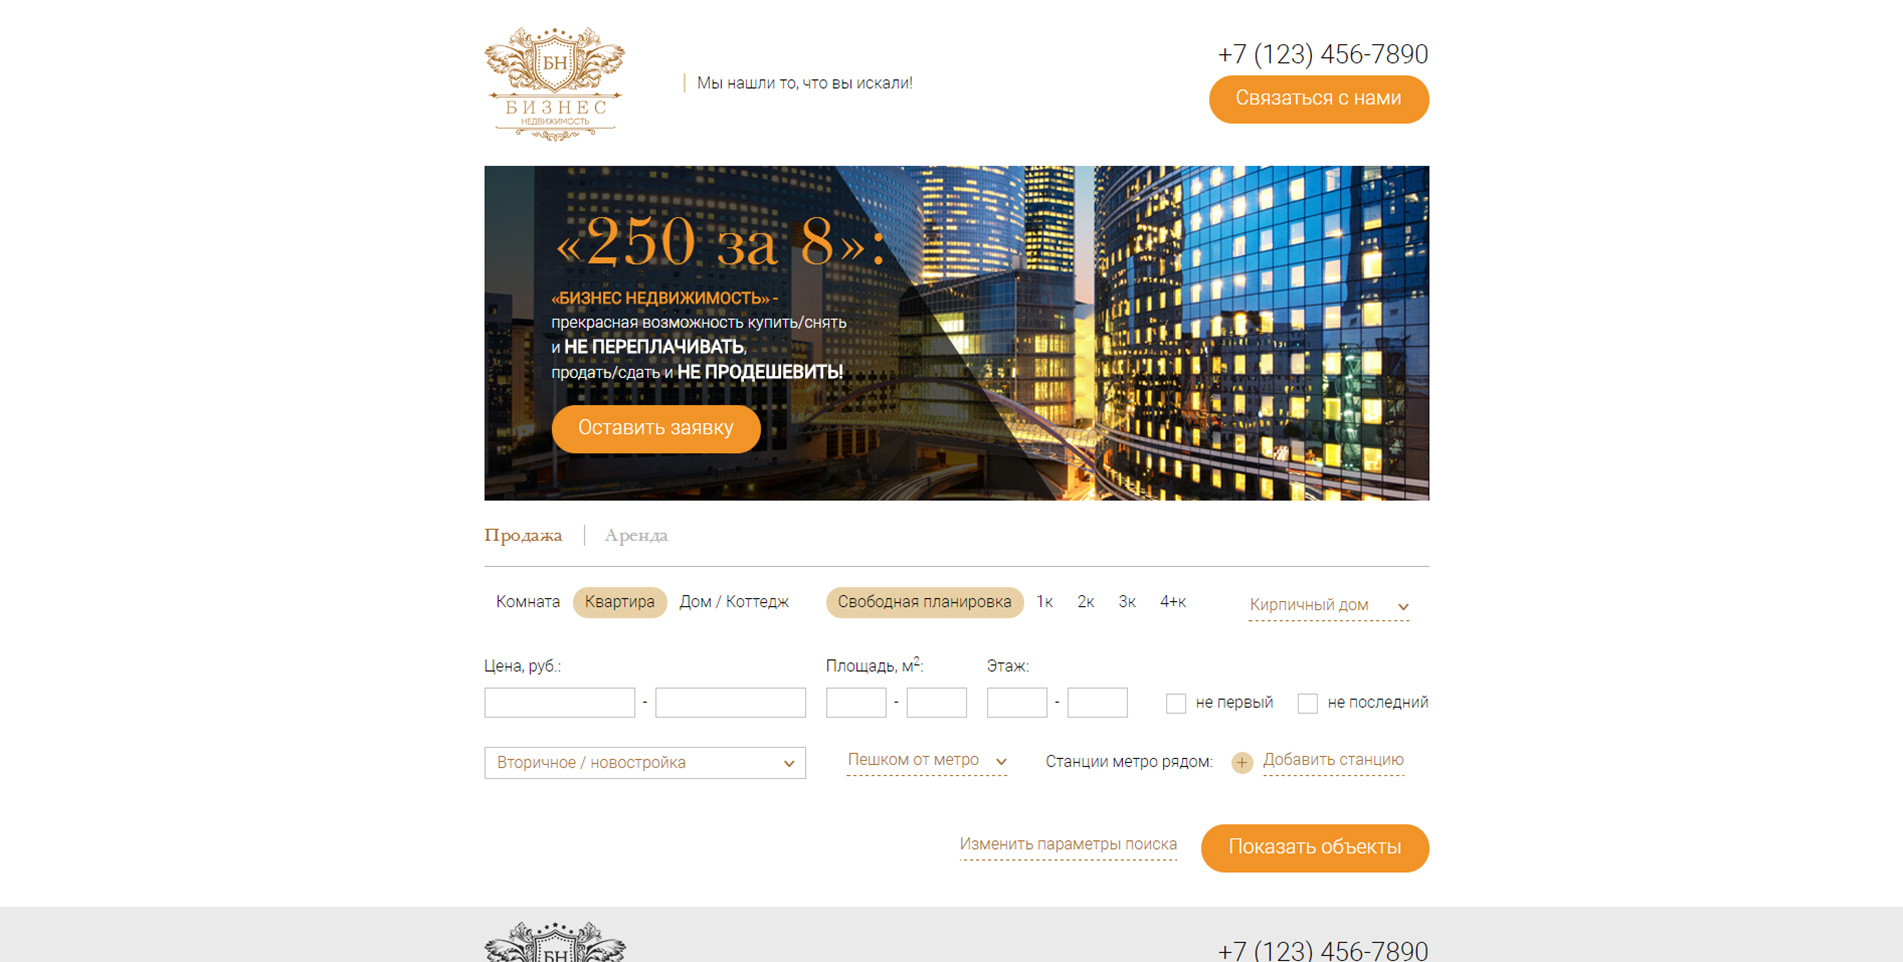 БН
БИЗНЕС
НЕДВИЖИМОСТЬ
Мы нашли то, что вы искали!
+7 (123) 456-7890
Связаться с нами
«250 за 8»:
«БИЗНЕС НЕДВИЖИМОСТЬ» -
прекрасная возможность купить/снять
и НЕ ПЕРЕПЛАЧИВАТЬ,
продать/сдать и НЕ ПРОДЕШЕВИТЬ!
Оставить заявку
Продажа
Аренда
Комната Квартира Дом / Коттедж Свободная планировка 1к 2к 3к 4+к Кирпичный дом
Цена, руб.: Площадь, м²: Этаж:
- - - не первый не последний
Вторичное / новостройка Пешком от метро Станции метро рядом: + Добавить станцию
Изменить параметры поиска Показать объекты
БН
+7 (123) 456-7890